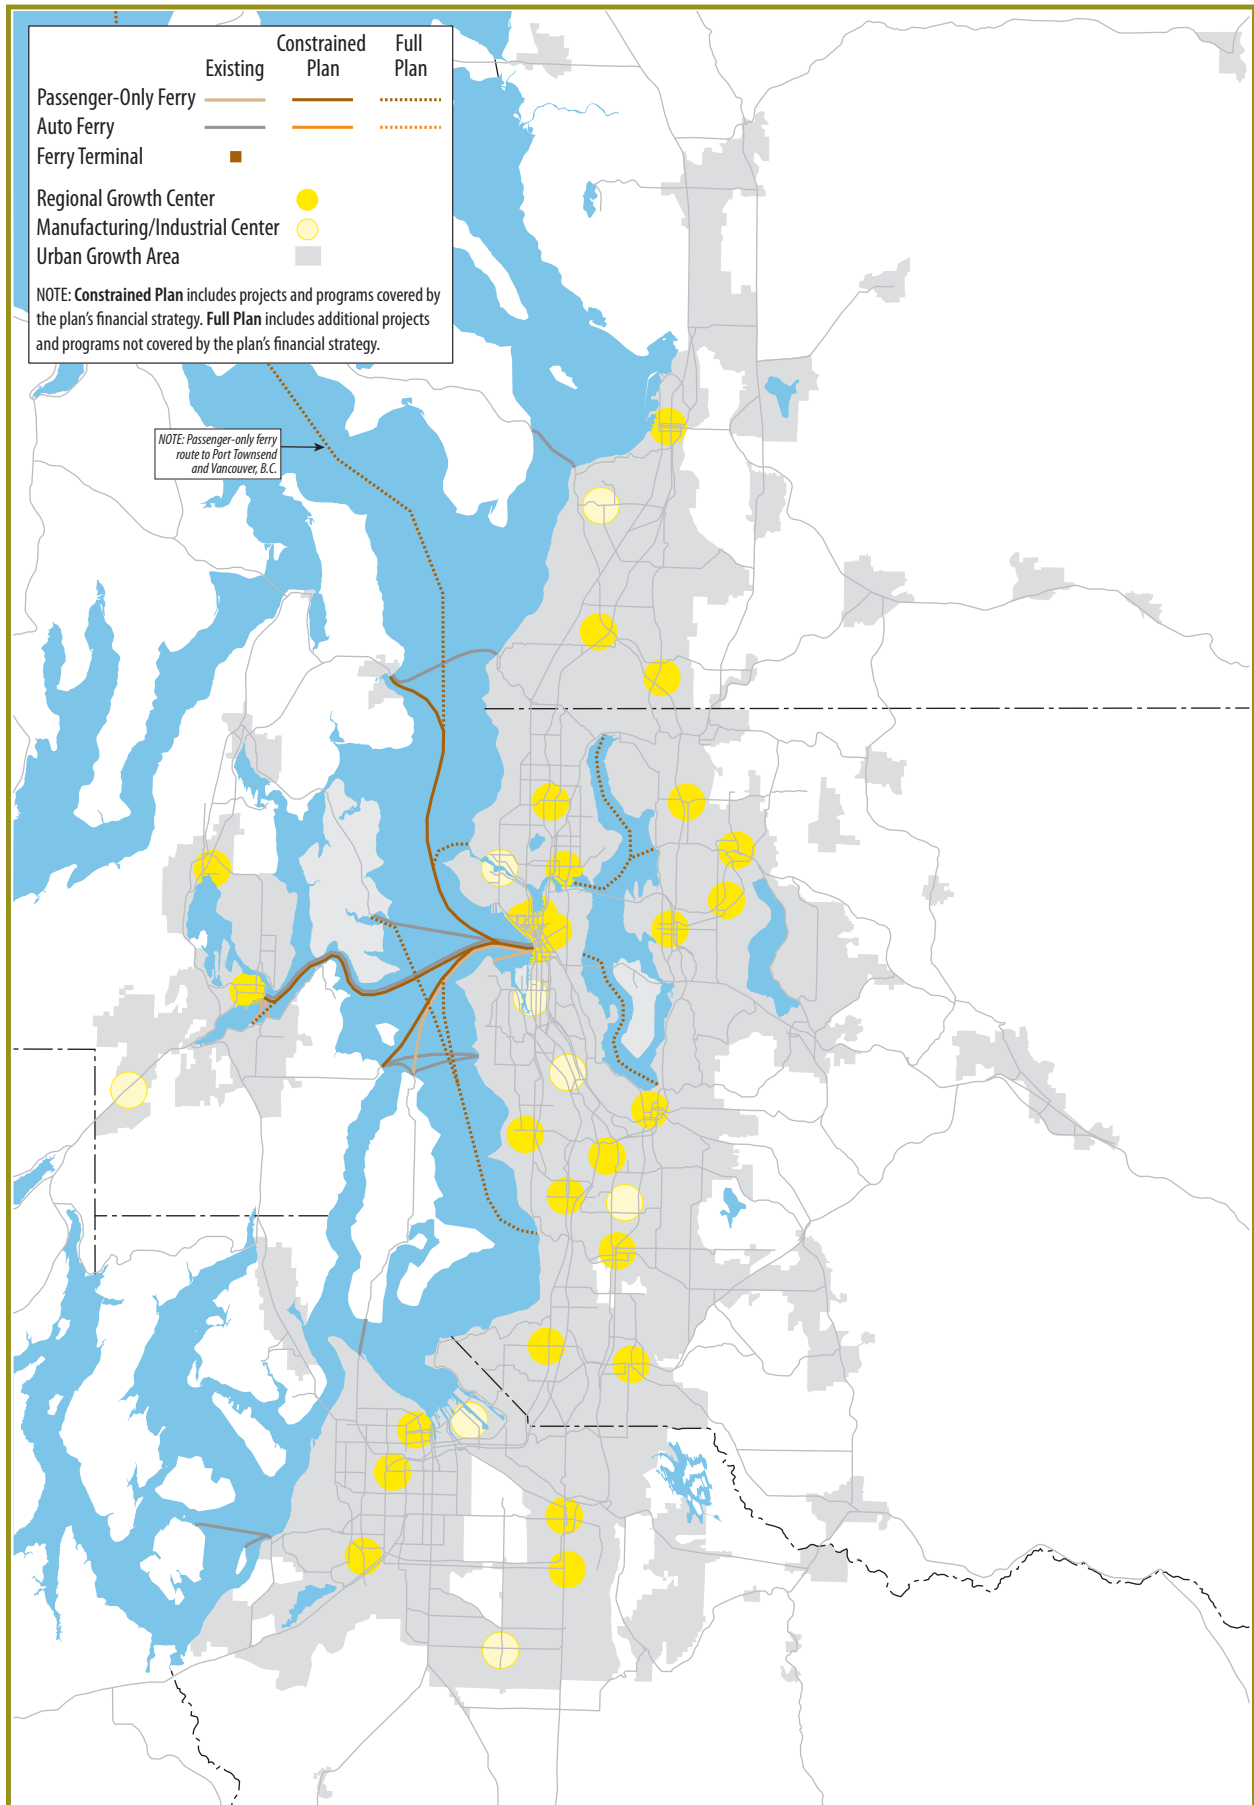 Constrained Full
Existing Plan Plan
Passenger-Only Ferry
Auto Ferry
Ferry Terminal
Regional Growth Center
Manufacturing/Industrial Center
Urban Growth Area
NOTE: Constrained Plan includes projects and programs covered by
the plan's financial strategy. Full Plan includes additional projects
and programs not covered by the plan's financial strategy.
NOTE: Passenger-only ferry
route to Port Townsend
and Vancouver, B.C.